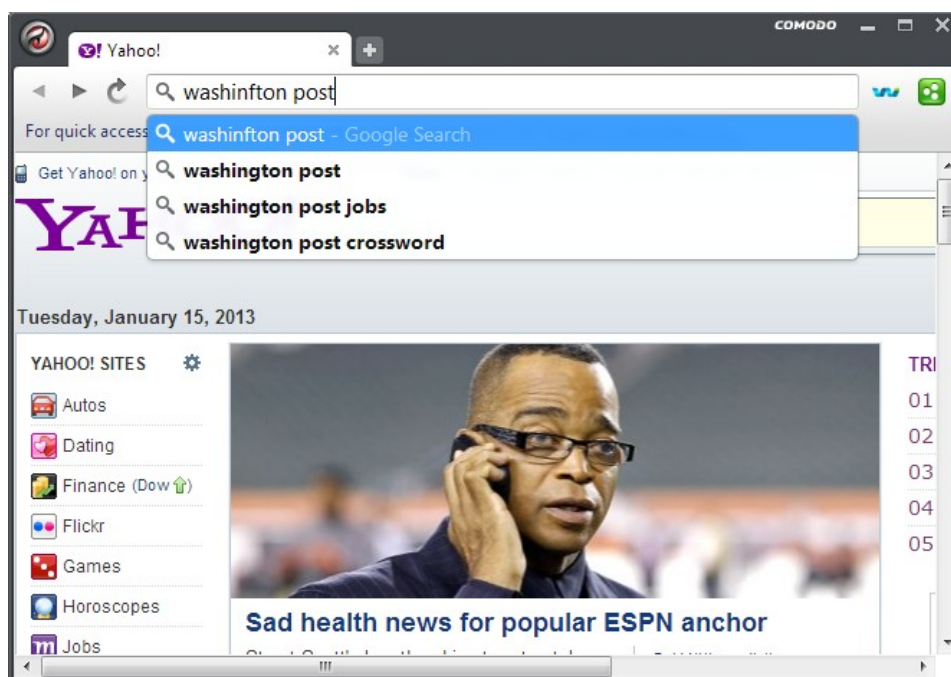 COMODO
Y! Yahoo!
washinfton post
For quick access
washinfton post - Google Search
washington post
washington post jobs
washington post crossword
Get Yahoo! on y
YAH
Tuesday, January 15, 2013
YAHOO! SITES
TRE
Autos
01
Dating
02
Finance (Dow)
03
Flickr
04
Games
05
Horoscopes
Jobs
Sad health news for popular ESPN anchor